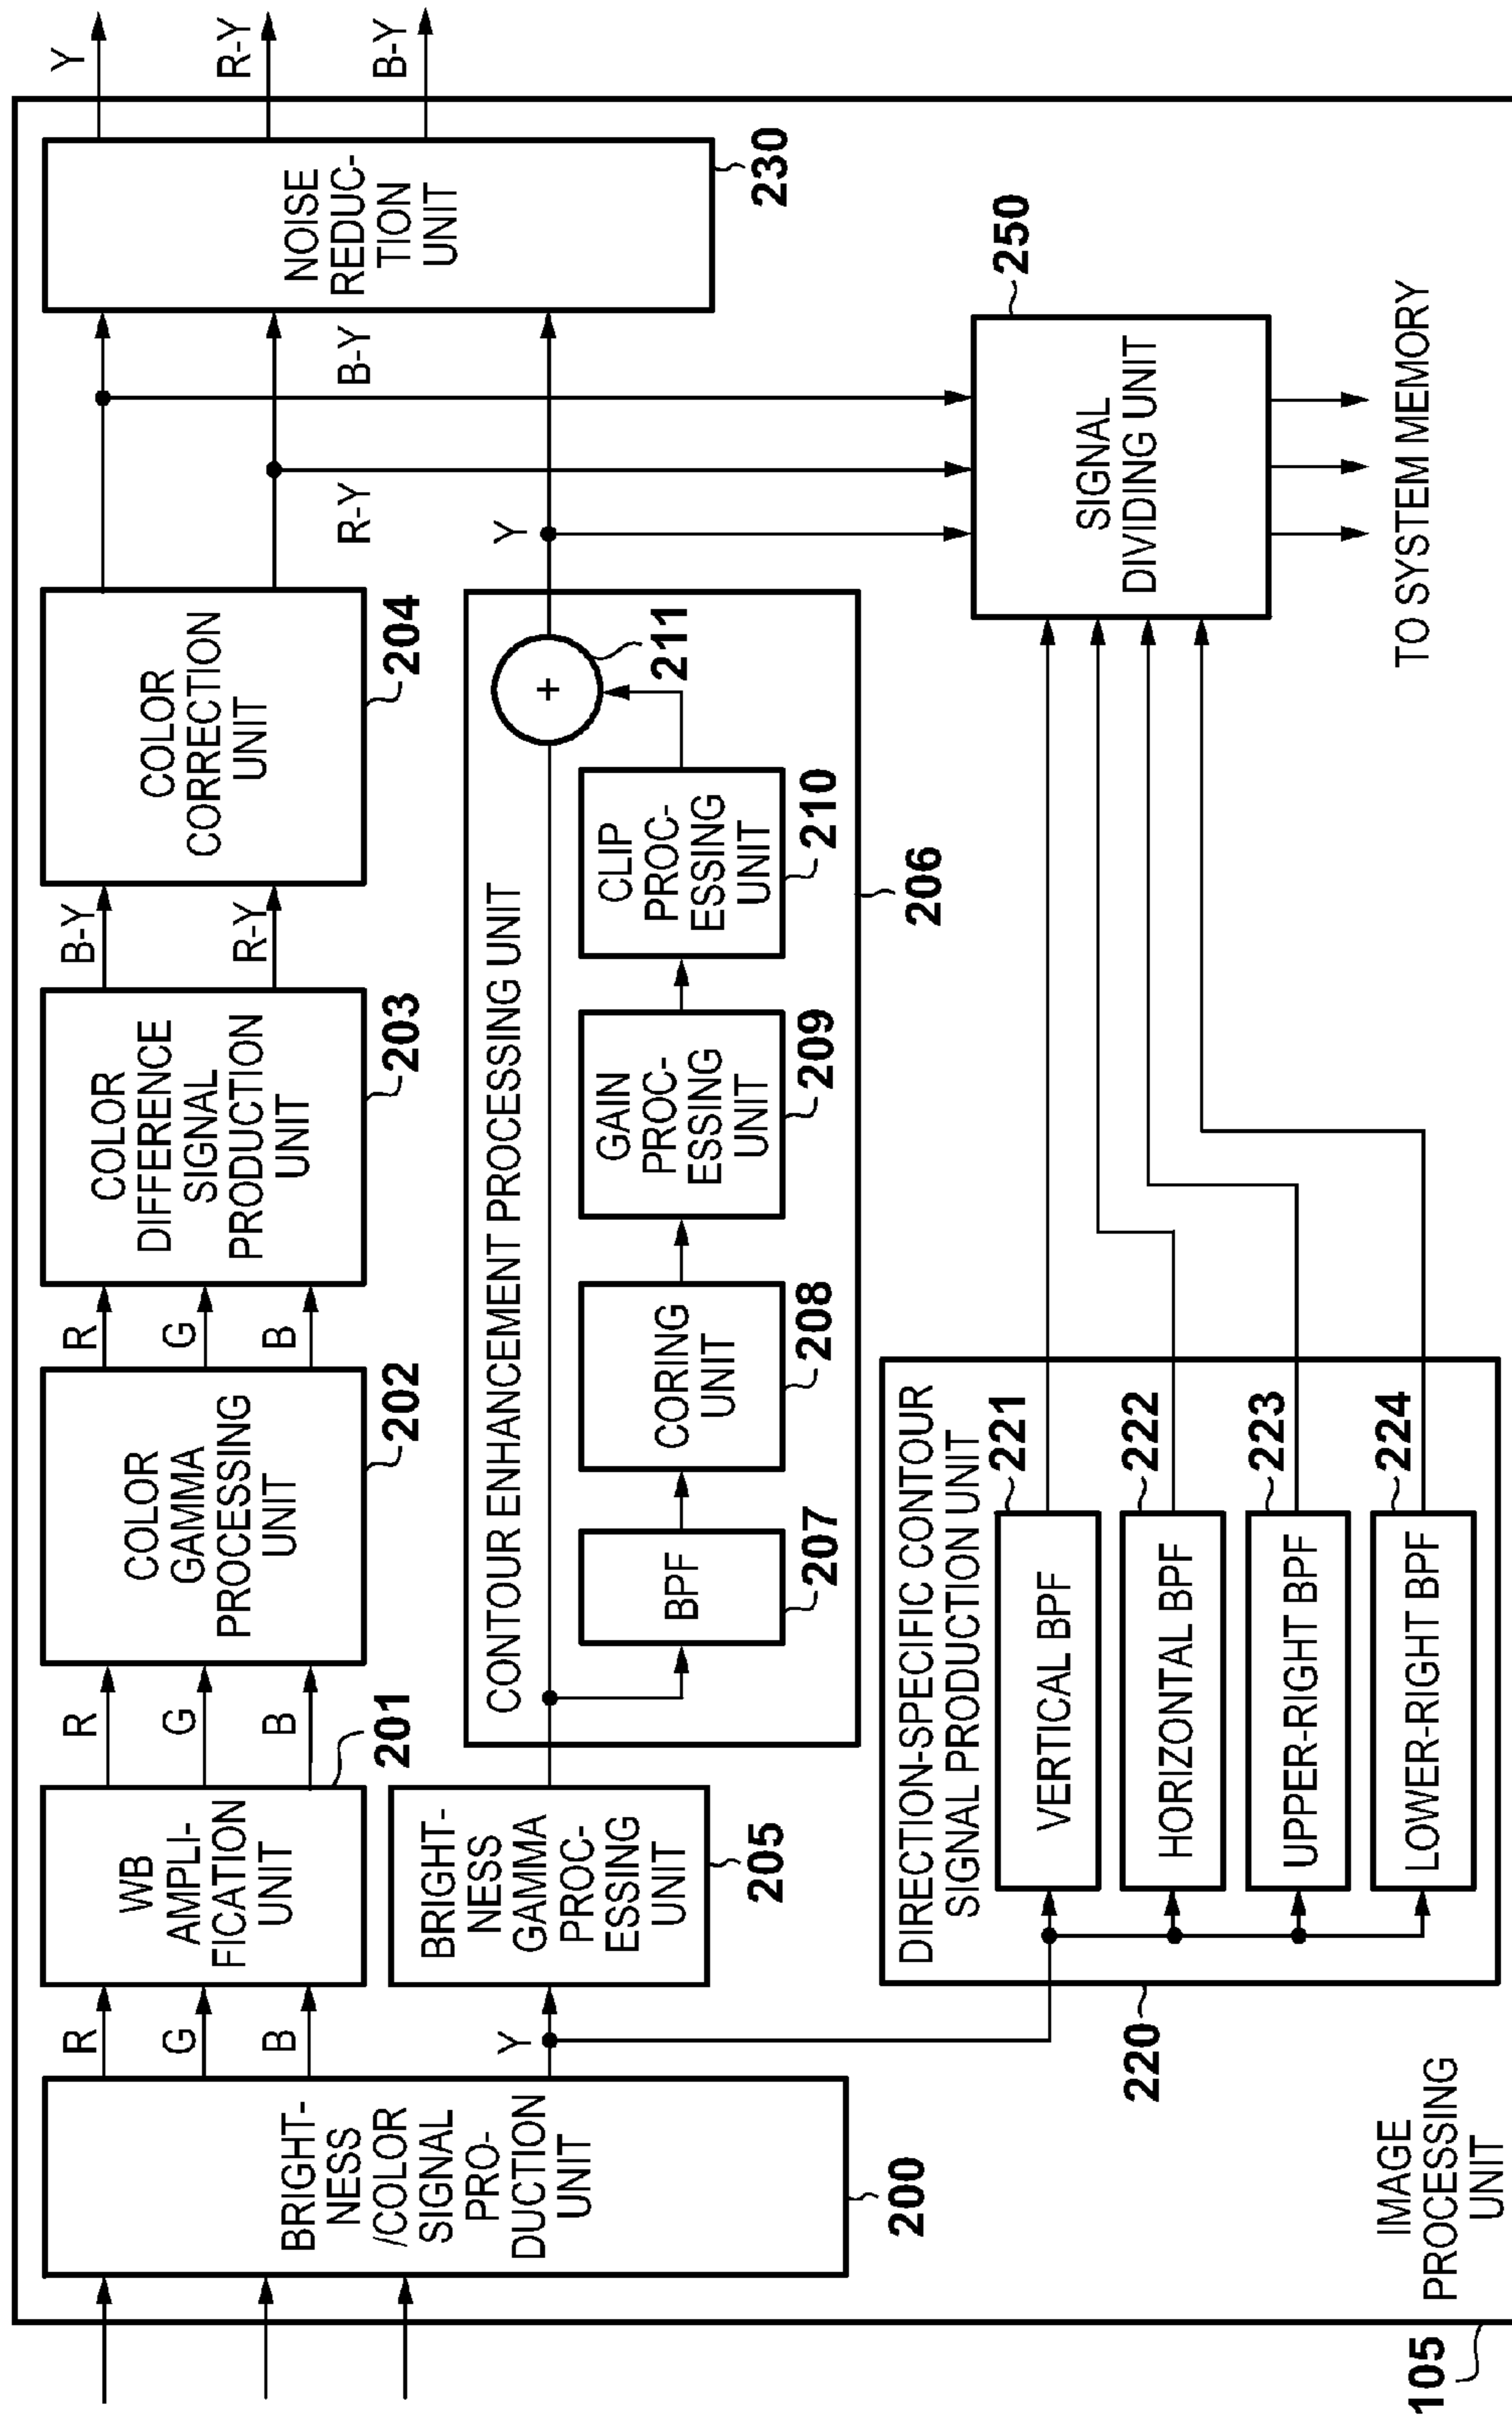 BRIGHT-
NESS
/COLOR
SIGNAL
PRO-
DUCTION
UNIT
200
R
G
B
Y
WB
AMPLI-
FICATION
UNIT
201
R
G
B
COLOR
GAMMA
PROCESSING
UNIT
202
R
G
B
COLOR
DIFFERENCE
SIGNAL
PRODUCTION
UNIT
203
B-Y
R-Y
COLOR
CORRECTION
UNIT
204
R-Y
B-Y
NOISE
REDUC-
TION
UNIT
230
Y
R-Y
B-Y
BRIGHT-
NESS
GAMMA
PROC-
ESSING
UNIT
205
CONTOUR ENHANCEMENT PROCESSING UNIT
BPF
207
CORING
UNIT
208
GAIN
PROC-
ESSING
UNIT
209
CLIP
PROC-
ESSING
UNIT
210
+
211
Y
206
DIRECTION-SPECIFIC CONTOUR
SIGNAL PRODUCTION UNIT
VERTICAL BPF
221
HORIZONTAL BPF
222
UPPER-RIGHT BPF
223
LOWER-RIGHT BPF
224
220
SIGNAL
DIVIDING UNIT
250
TO SYSTEM MEMORY
IMAGE
PROCESSING
UNIT
105